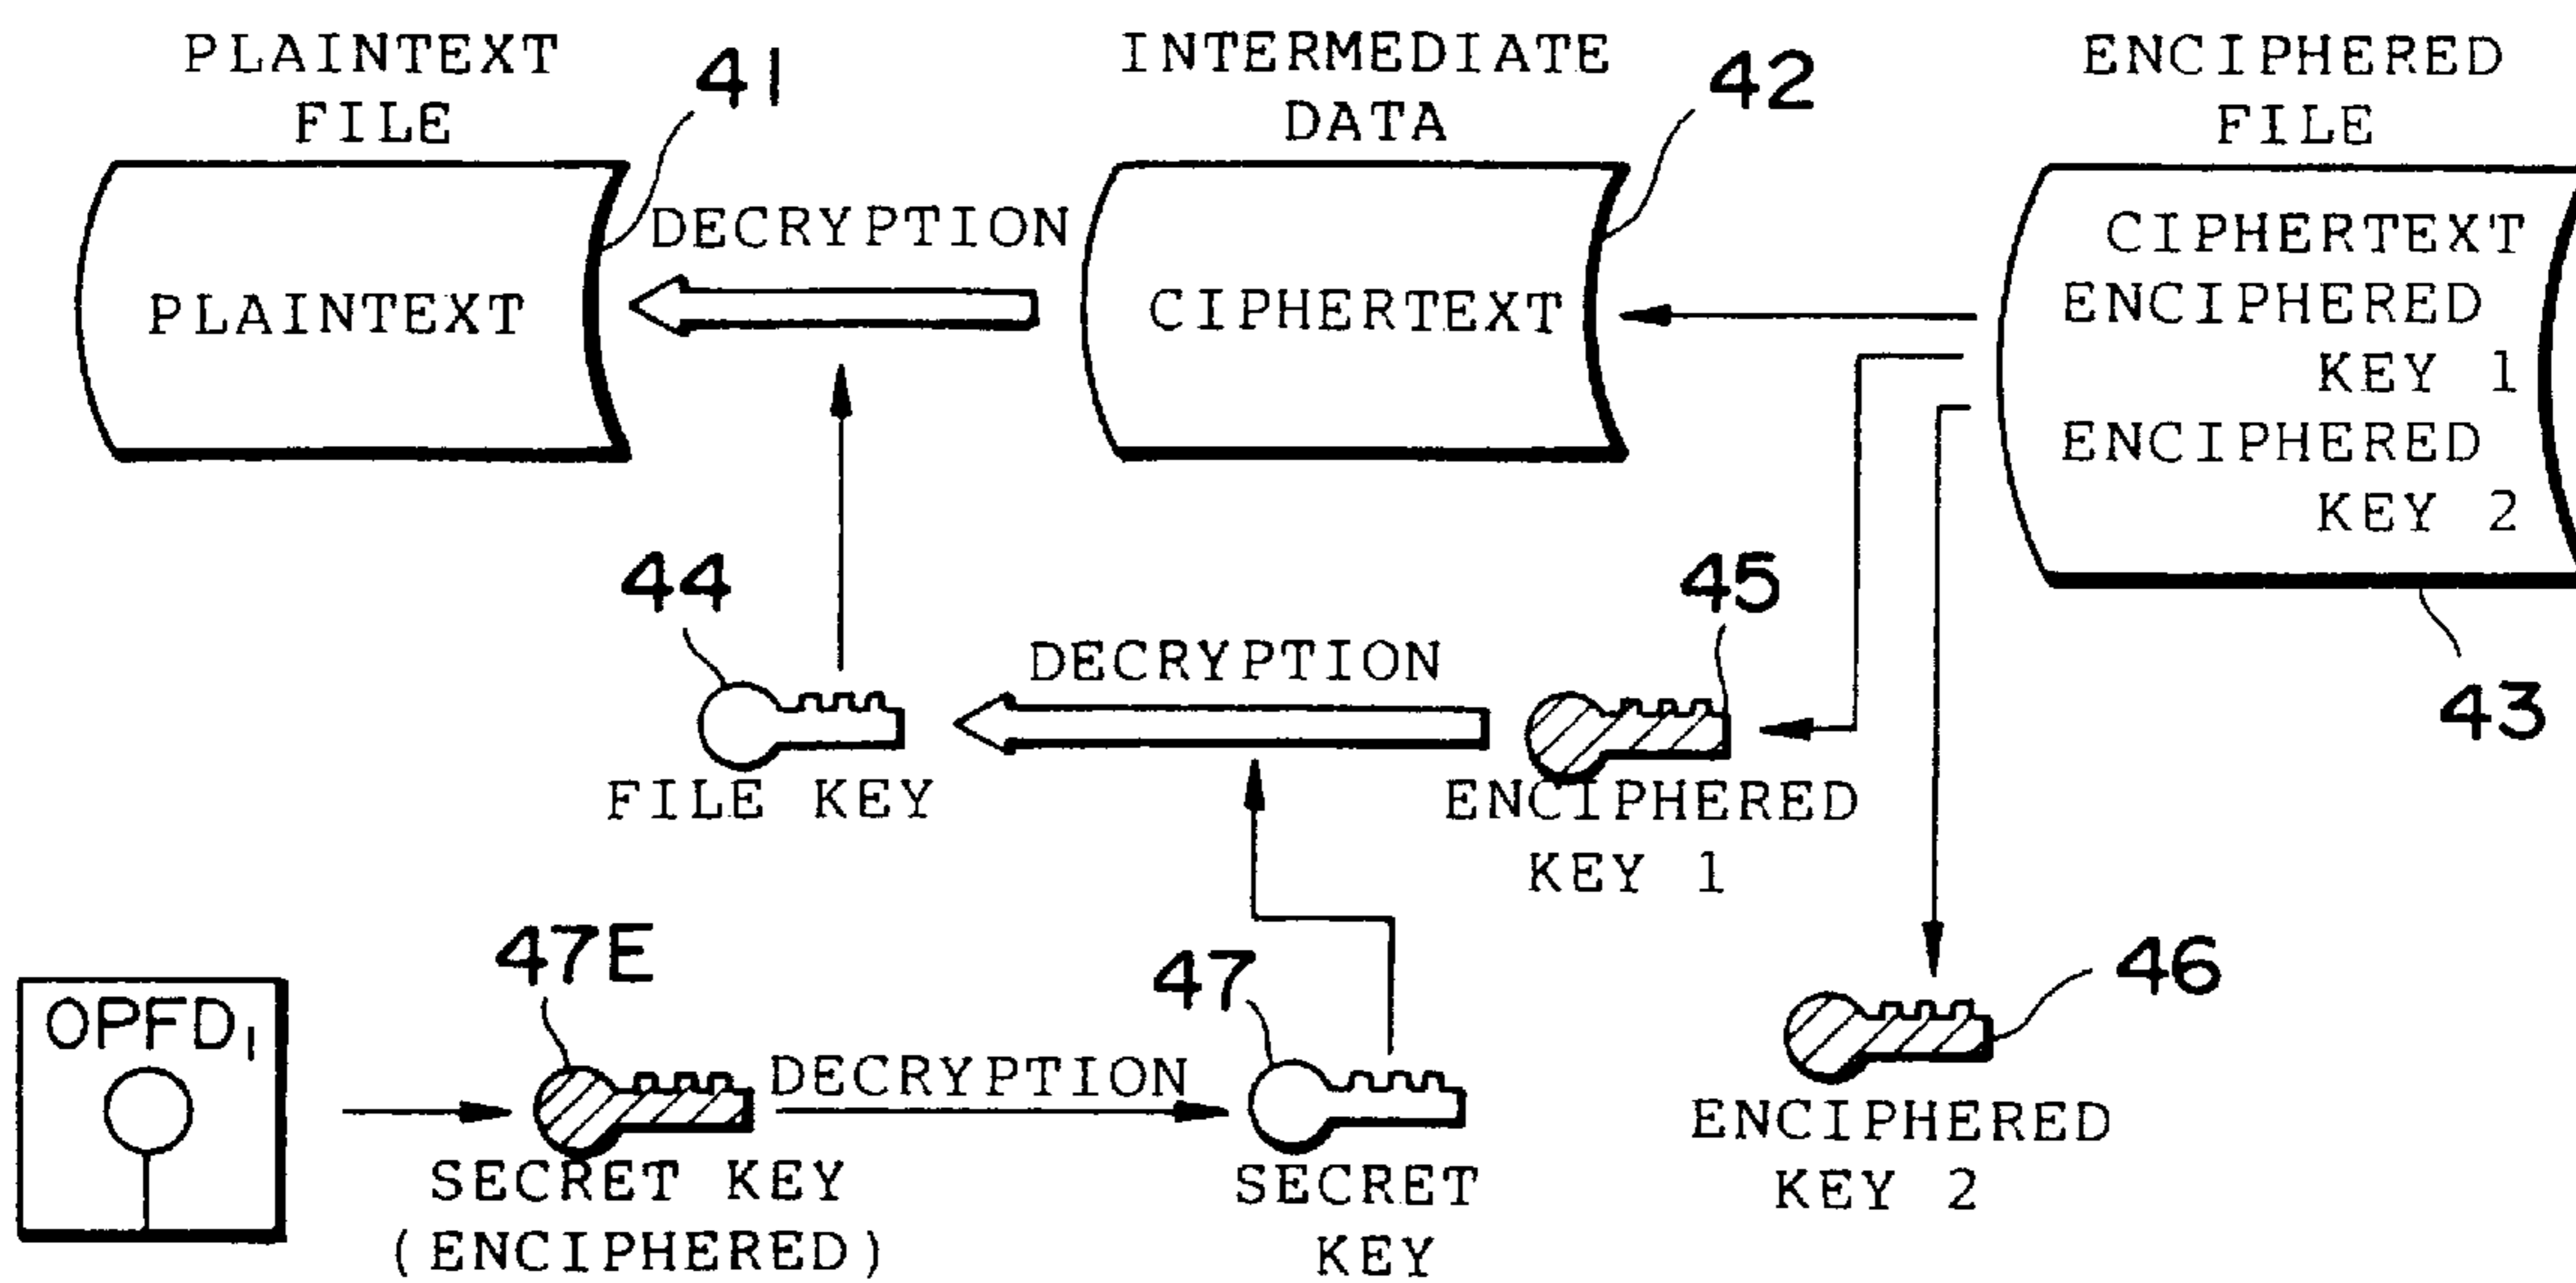 PLAINTEXT
FILE
41
INTERMEDIATE
DATA
42
ENCIPHERED
FILE
PLAINTEXT
DECRYPTION
CIPHERTEXT
CIPHERTEXT
ENCIPHERED
KEY 1
ENCIPHERED
KEY 2
43
44
FILE KEY
DECRYPTION
45
ENCIPHERED
KEY 1
OPFD1
47E
SECRET KEY
(ENCIPHERED)
DECRYPTION
47
SECRET
KEY
46
ENCIPHERED
KEY 2